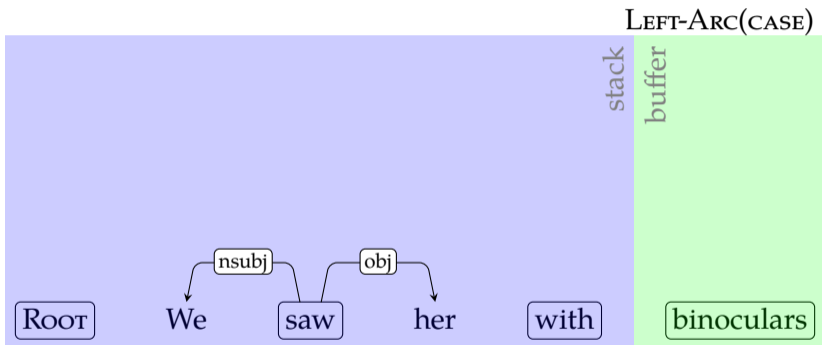 LEFT-ARC(CASE)
stack
buffer
nsubj
obj
ROOT We saw her with binoculars